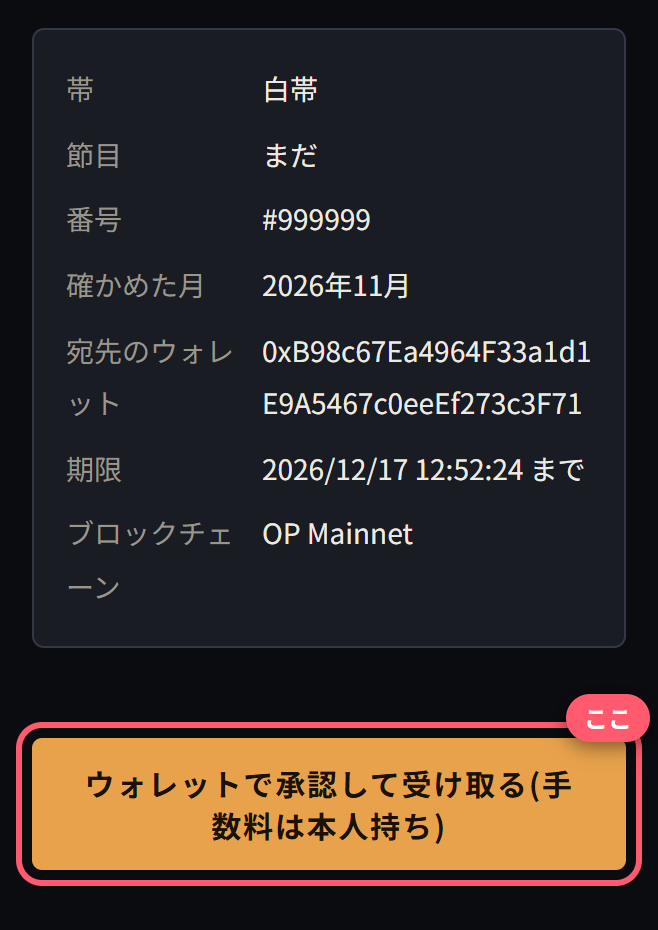 帯 白帯
節目 まだ
番号 #999999
確かめた月 2026年11月
宛先のウォレ 0xB98c67Ea4964F33a1d1
ット E9A5467c0eeEf273c3F71
期限 2026/12/17 12:52:24 まで
ブロックチェ OP Mainnet
ーン
ここ
ウォレットで承認して受け取る(手
数料は本人持ち)